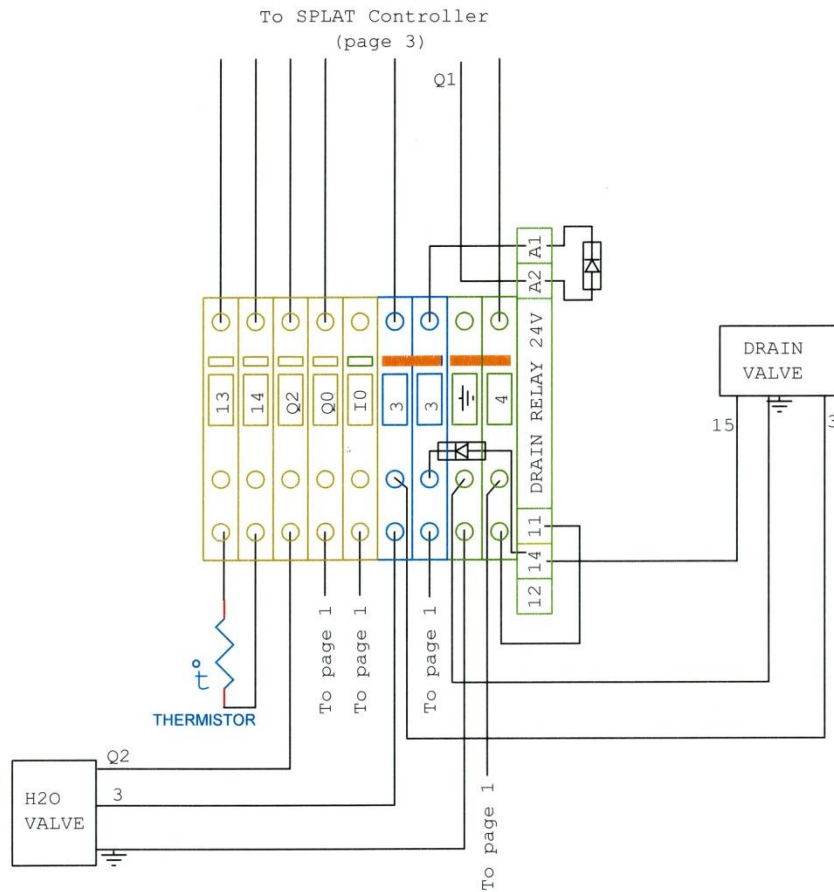 To SPLAT Controller
(page 3)
Q1
A1
A2
DRAIN RELAY 24V
11
14
12
13
14
Q2
Q0
I0
3
3
4
DRAIN
VALVE
15
3
t
THERMISTOR
To page 1
To page 1
To page 1
To page 1
H2O
VALVE
Q2
3